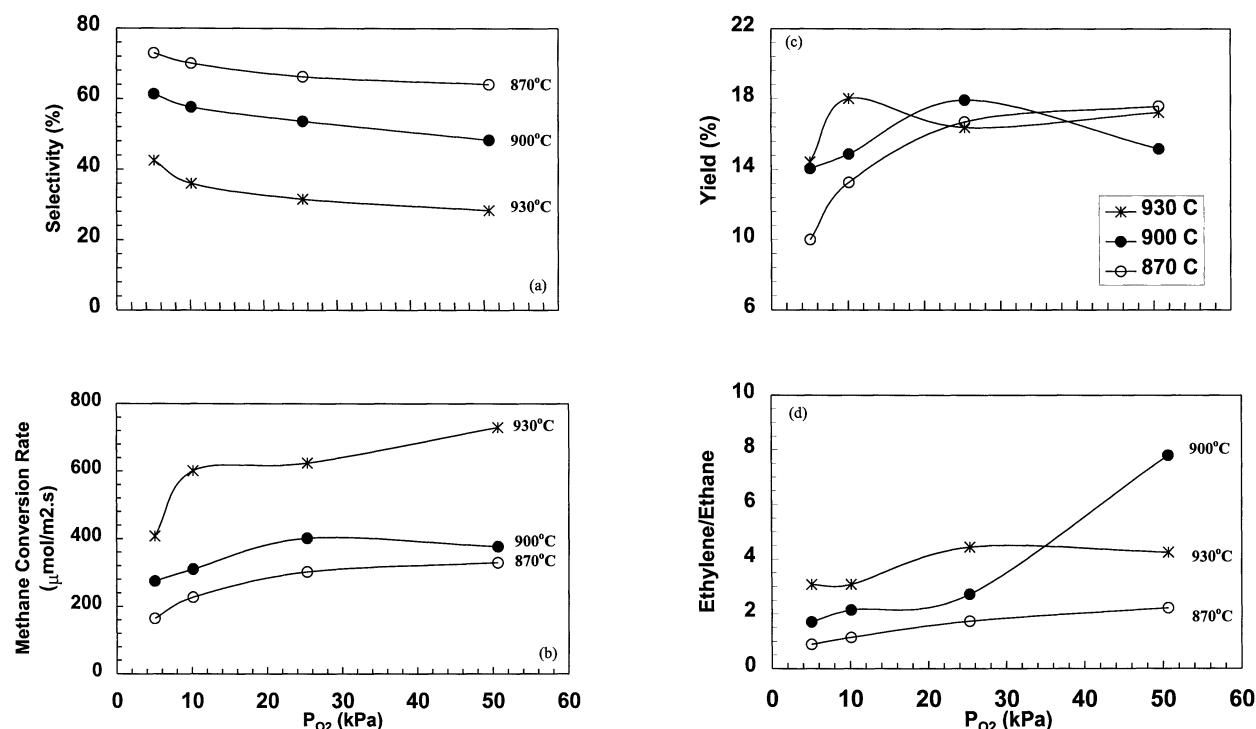 80
60
40
20
0
Selectivity (%)
870°C
900°C
930°C
(a)
22
18
14
10
6
Yield (%)
(c)
930 C
900 C
870 C
800
600
400
200
0
Methane Conversion Rate
(μmol/m2.s)
930°C
900°C
870°C
(b)
0 10 20 30 40 50 60
P_O2 (kPa)
10
8
6
4
2
0
Ethylene/Ethane
(d)
900°C
930°C
870°C
0 10 20 30 40 50 60
P_O2 (kPa)